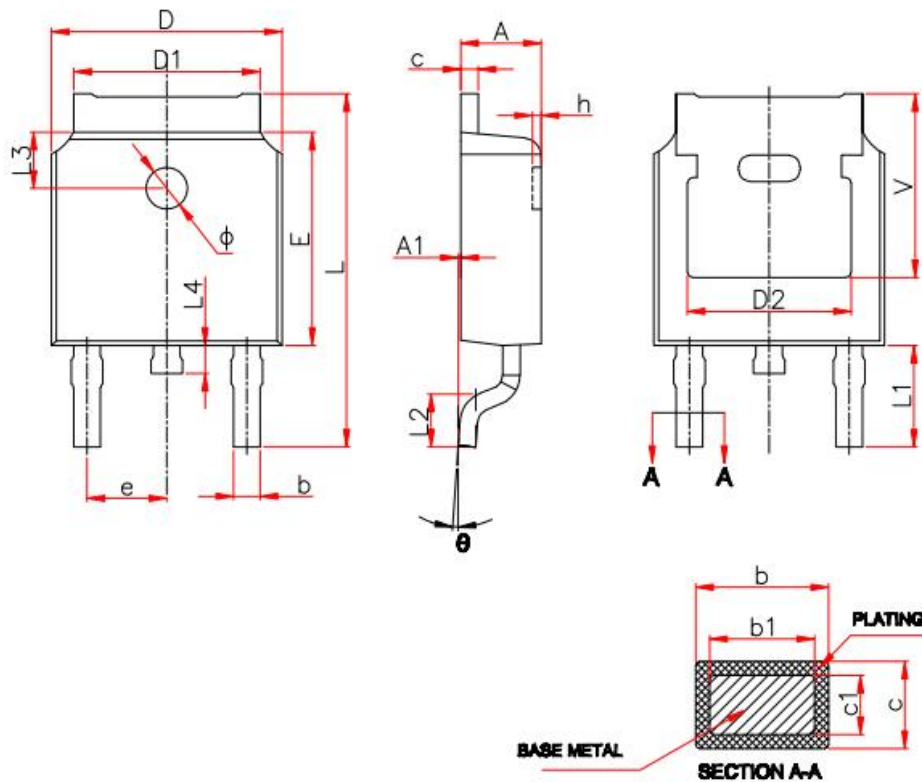 D
D1
L3
ϕ
E
L
L4
e
b
A
c
h
A1
L2
θ
V
D2
L1
A A
b
b1
PLATING
c1
c
BASE METAL
SECTION A-A